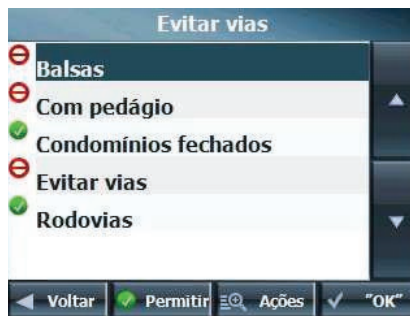 Evitar vias
Balsas
Com pedágio
Condomínios fechados
Evitar vias
Rodovias
Voltar Permitir Ações "OK"